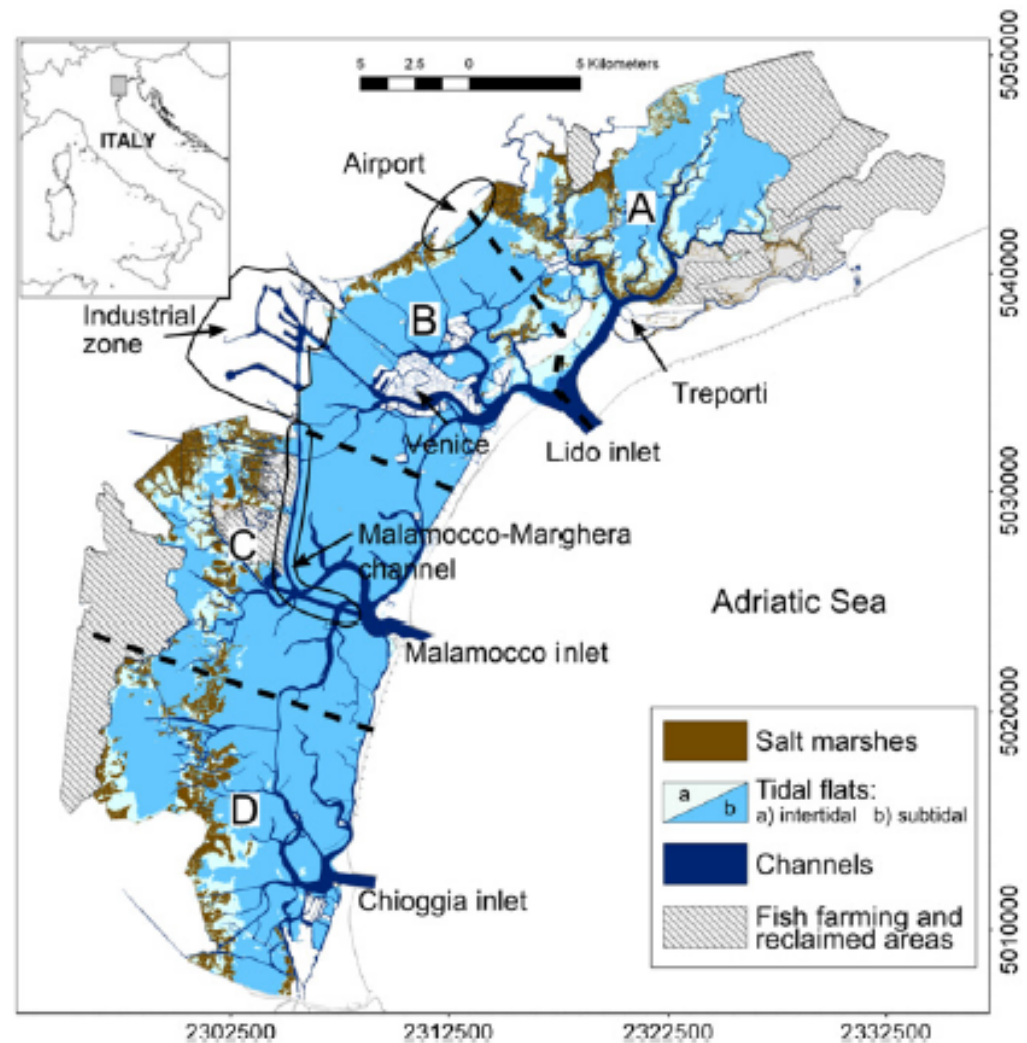 5 2.5 0 5 Kilometers
ITALY
Airport
A
B
Industrial
zone
Venice
Treporti
Lido inlet
C
Malamocco-Marghera
channel
Adriatic Sea
Malamocco inlet
D
Chioggia inlet
Salt marshes
a
b
Tidal flats:
a) intertidal b) subtidal
Channels
Fish farming and
reclaimed areas
5050000
5040000
5030000
5020000
5010000
2302500 2312500 2322500 2332500